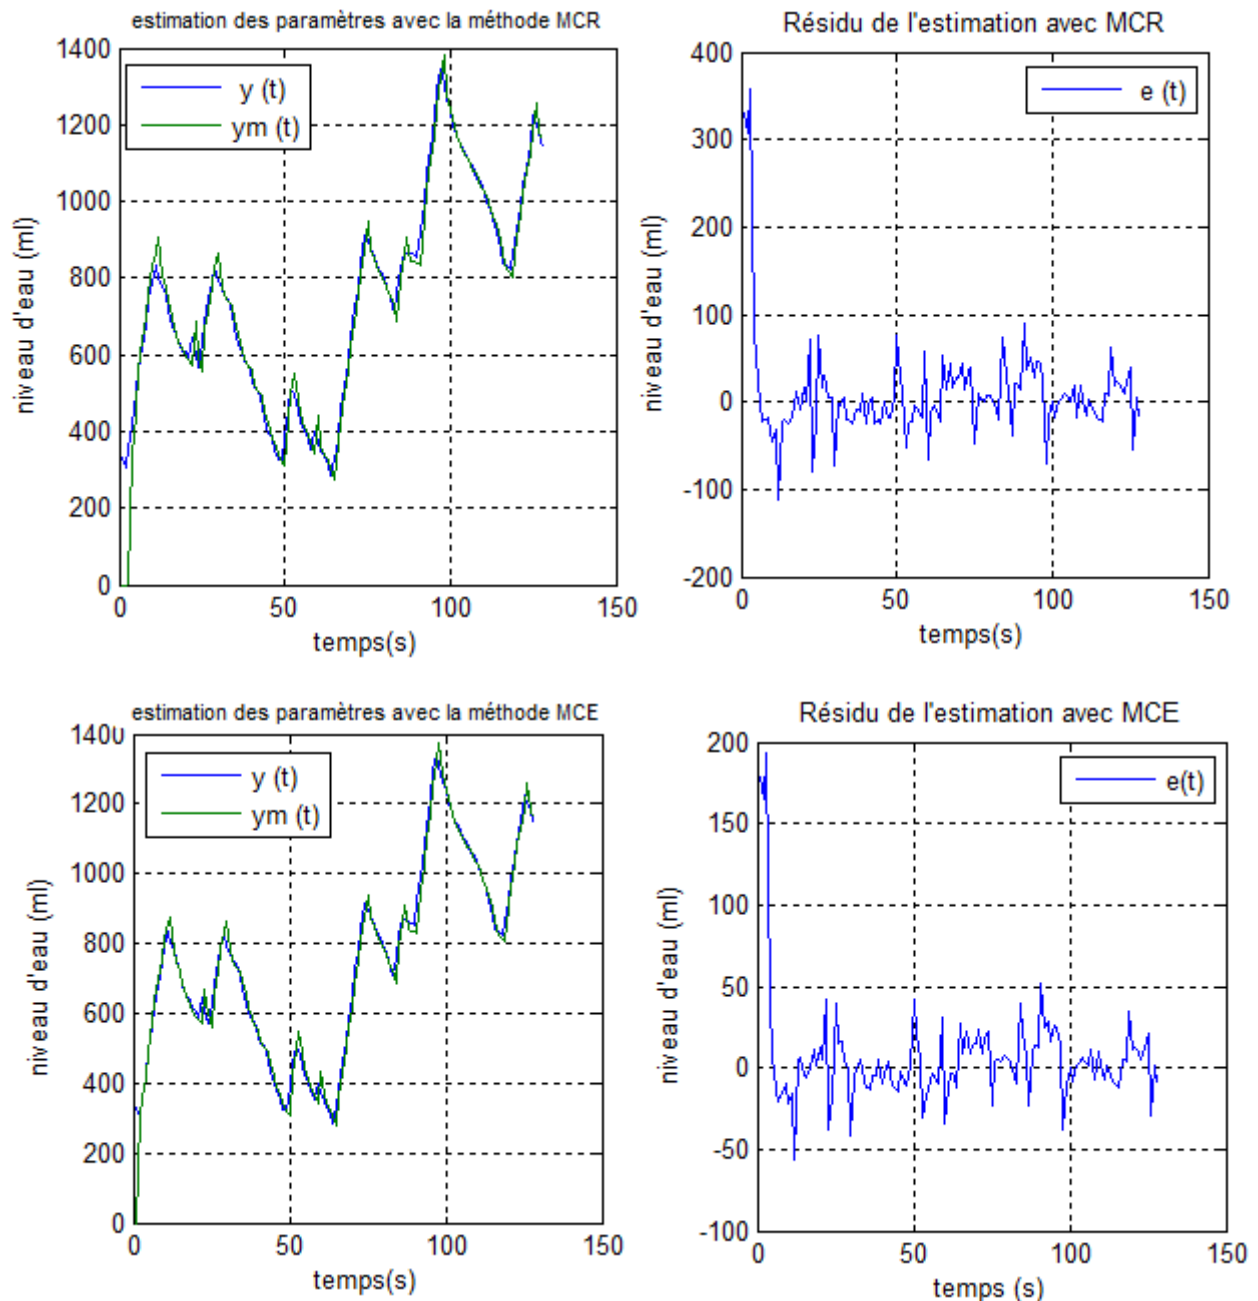 estimation des paramètres avec la méthode MCR
1400
1200
1000
800
600
400
200
0
y (t)
ym (t)
niveau d'eau (ml)
0 50 100 150
temps(s)
Résidu de l'estimation avec MCR
400
300
200
100
0
-100
-200
e (t)
niveau d'eau (ml)
0 50 100 150
temps(s)
estimation des paramètres avec la méthode MCE
1400
1200
1000
800
600
400
200
0
y (t)
ym (t)
niveau d'eau (ml)
0 50 100 150
temps(s)
Résidu de l'estimation avec MCE
200
150
100
50
0
-50
-100
e(t)
niveau d'eau (ml)
0 50 100 150
temps (s)